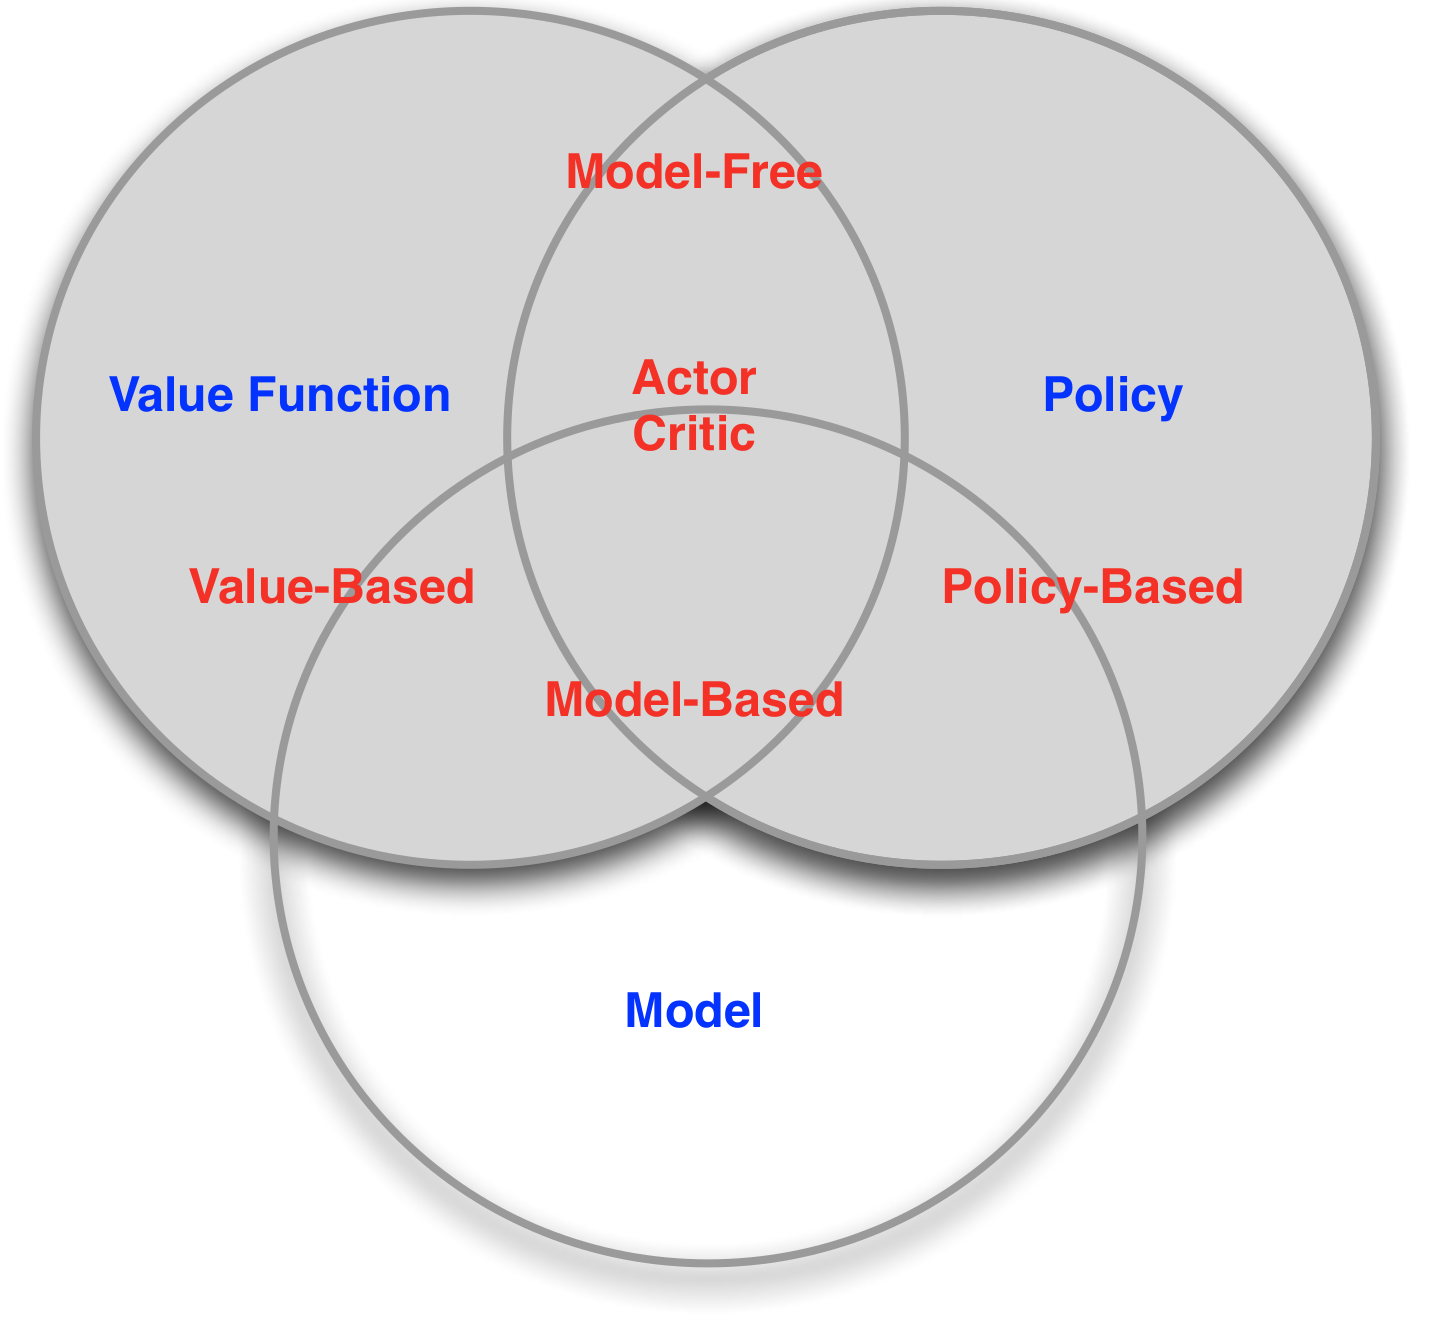 Model-Free
Value Function
Actor
Critic
Policy
Value-Based
Policy-Based
Model-Based
Model